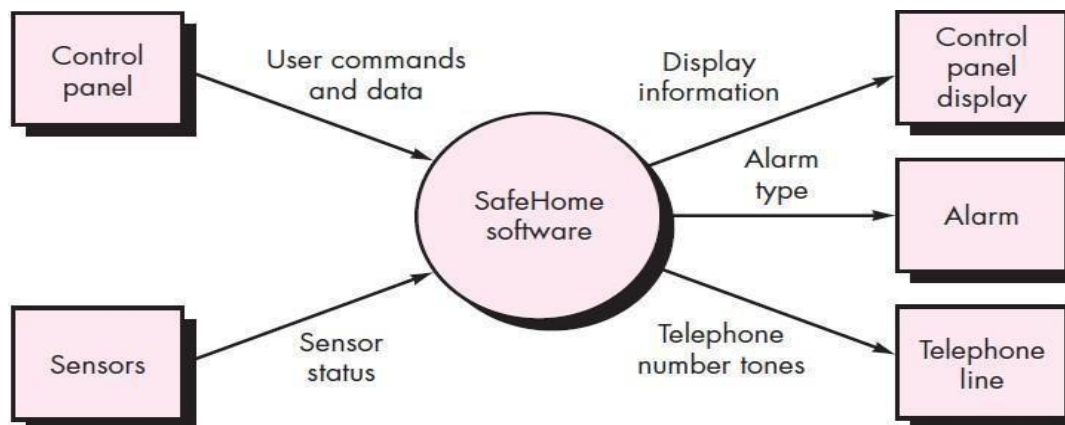 Control
panel
User commands
and data
Display
information
Control
panel
display
Alarm
type
SafeHome
software
Alarm
Sensors
Sensor
status
Telephone
number tones
Telephone
line